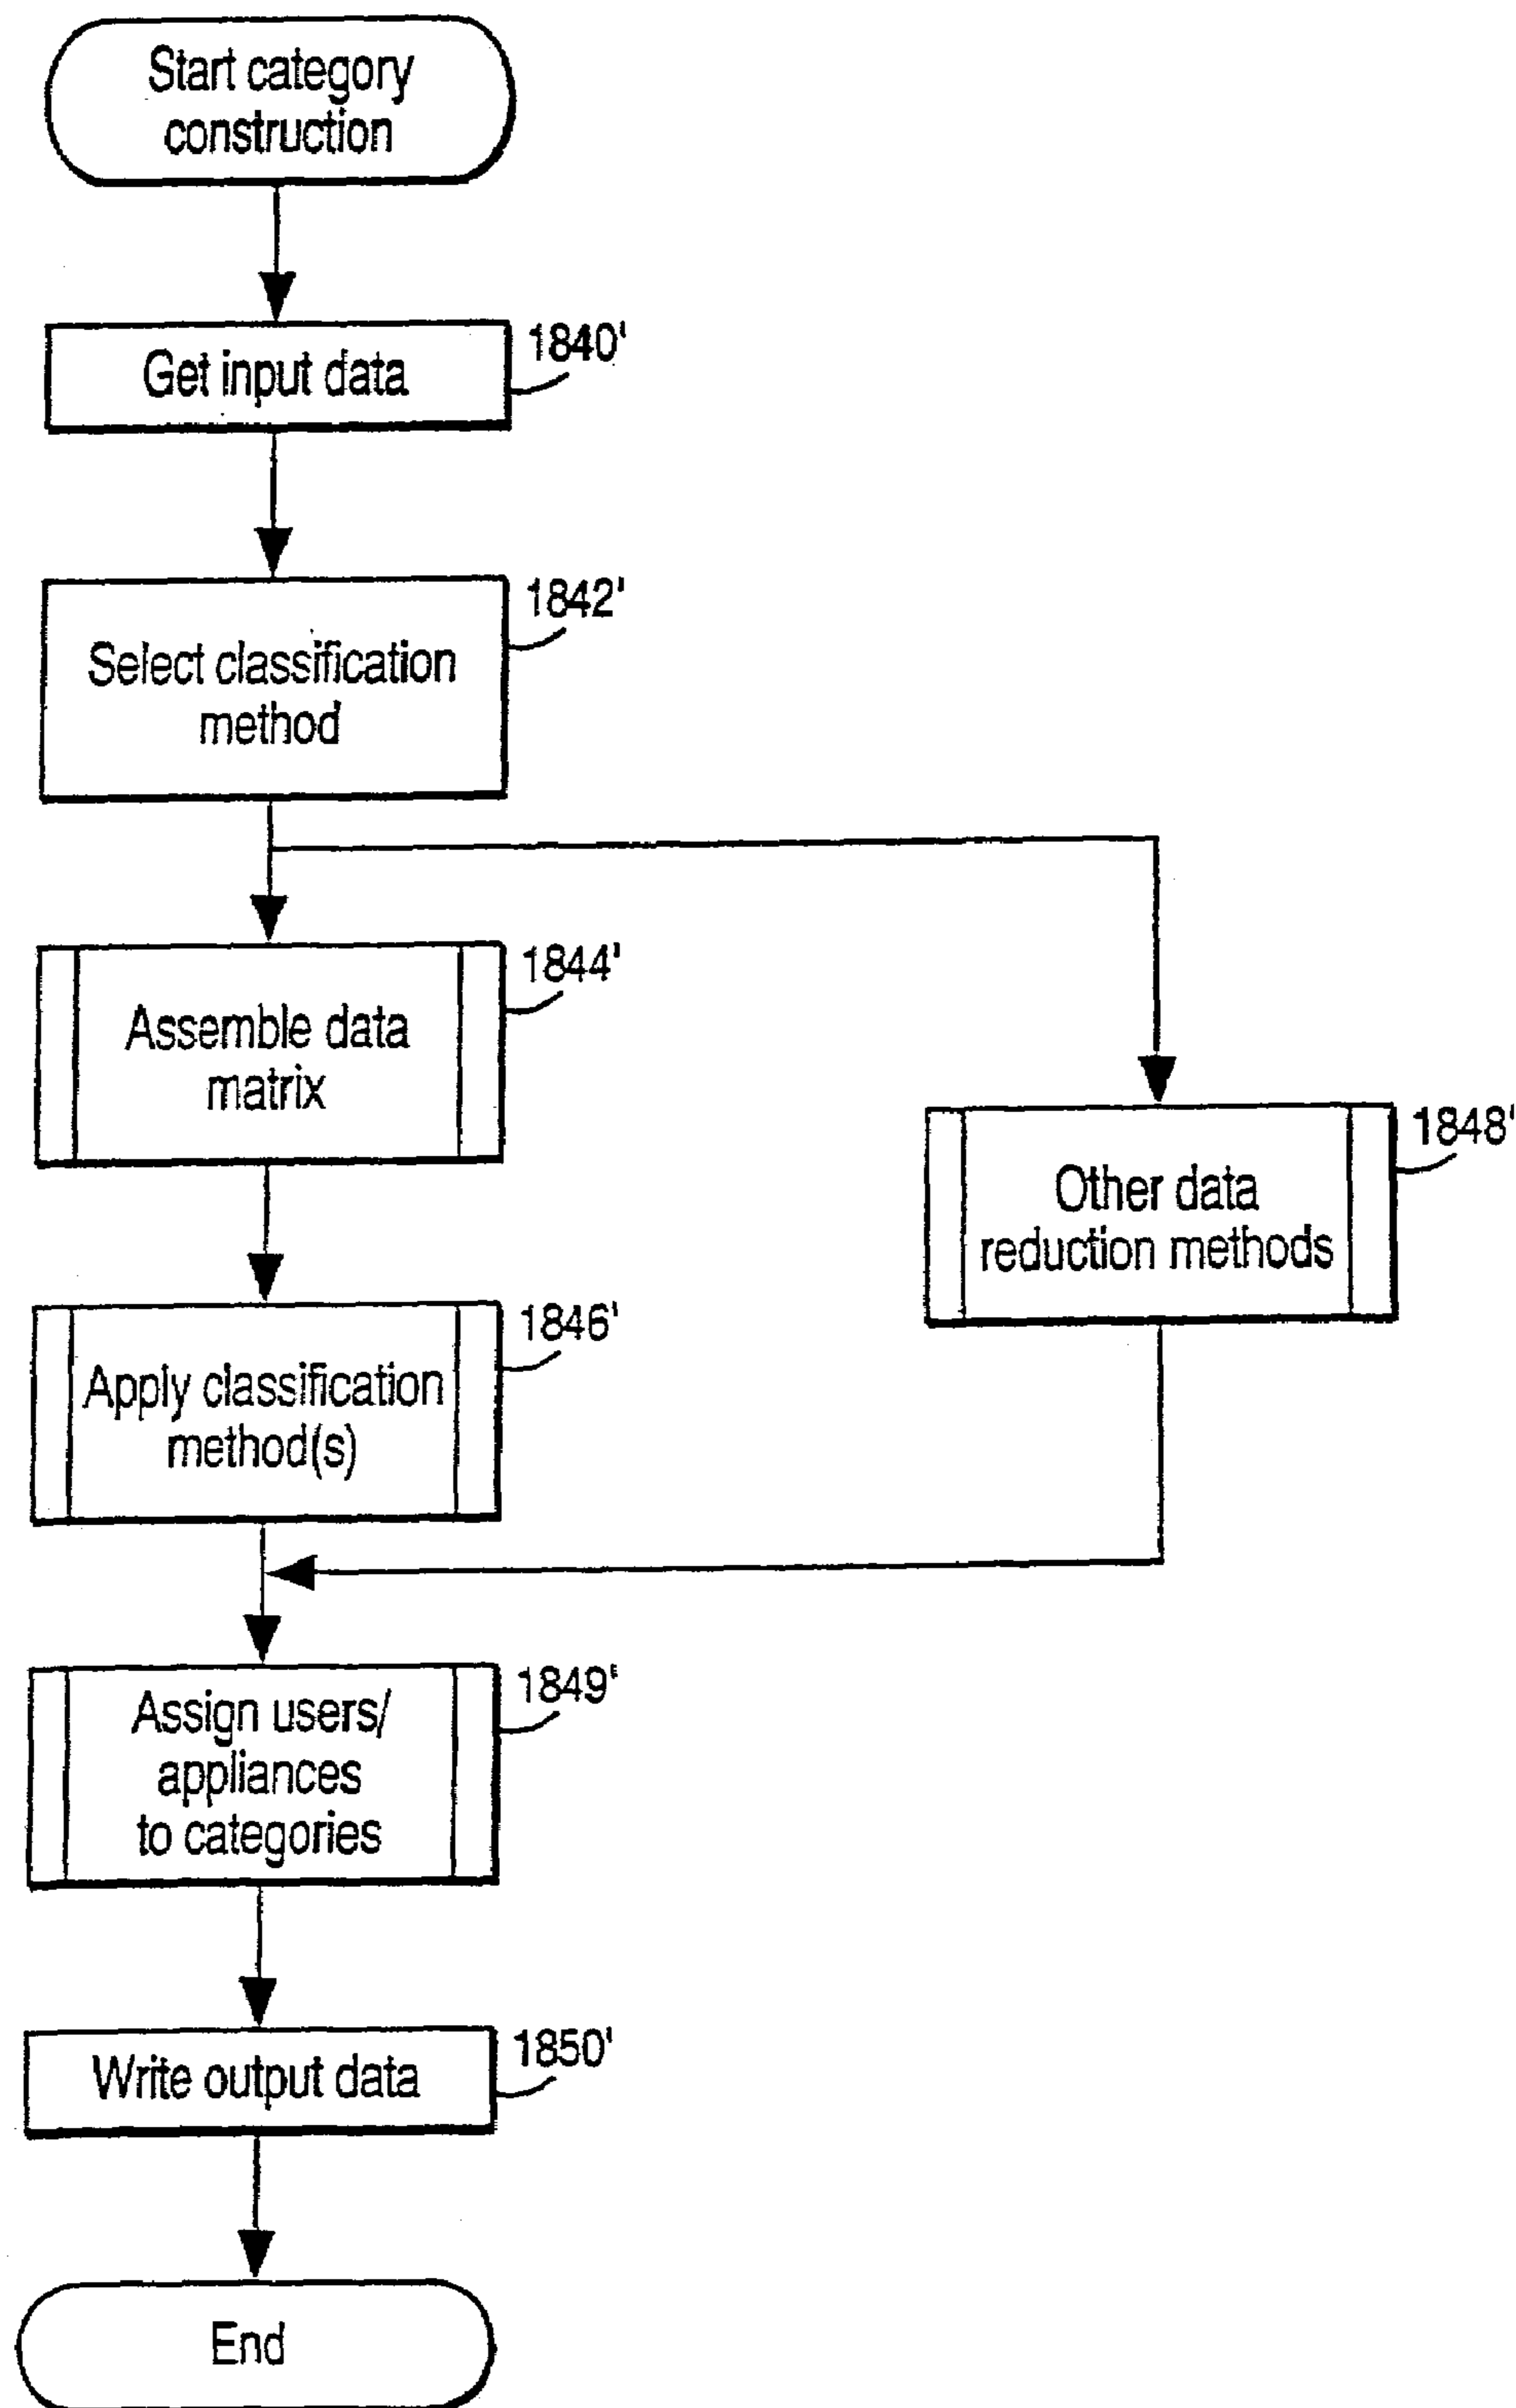 Start category
construction
Get input data
1840'
Select classification
method
1842'
Assemble data
matrix
1844'
Other data
reduction methods
1848'
Apply classification
method(s)
1846'
Assign users/
appliances
to categories
1849'
Write output data
1850'
End